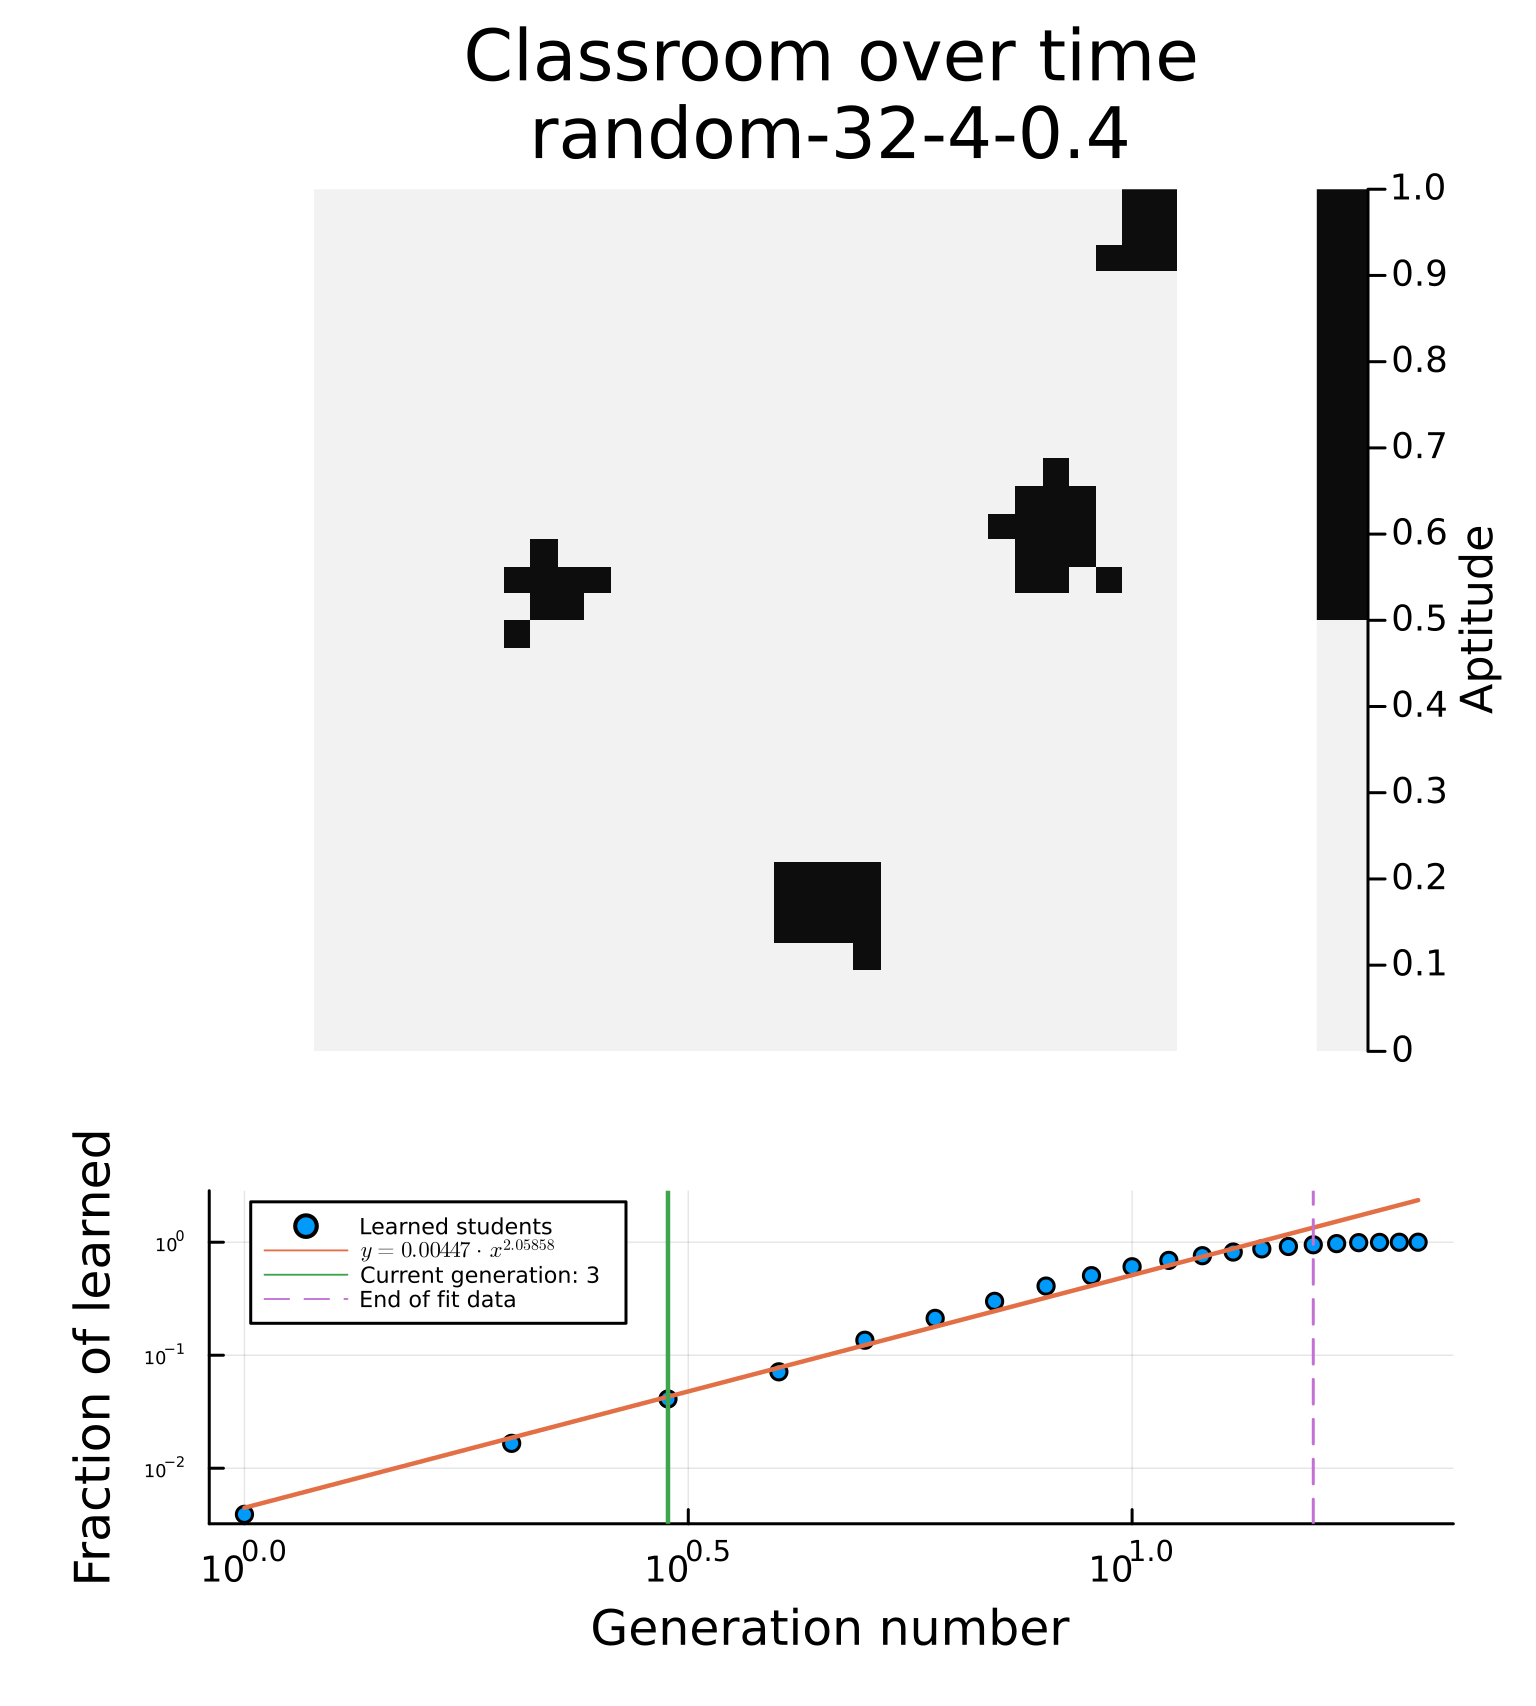 Classroom over time
random-32-4-0.4
1.0
0.9
0.8
0.7
0.6
0.5
0.4
0.3
0.2
0.1
0
Aptitude
Fraction of learned
10^0
10^-1
10^-2
Learned students
y = 0.00447 · x^2.05858
Current generation: 3
End of fit data
10^0.0
10^0.5
10^1.0
Generation number